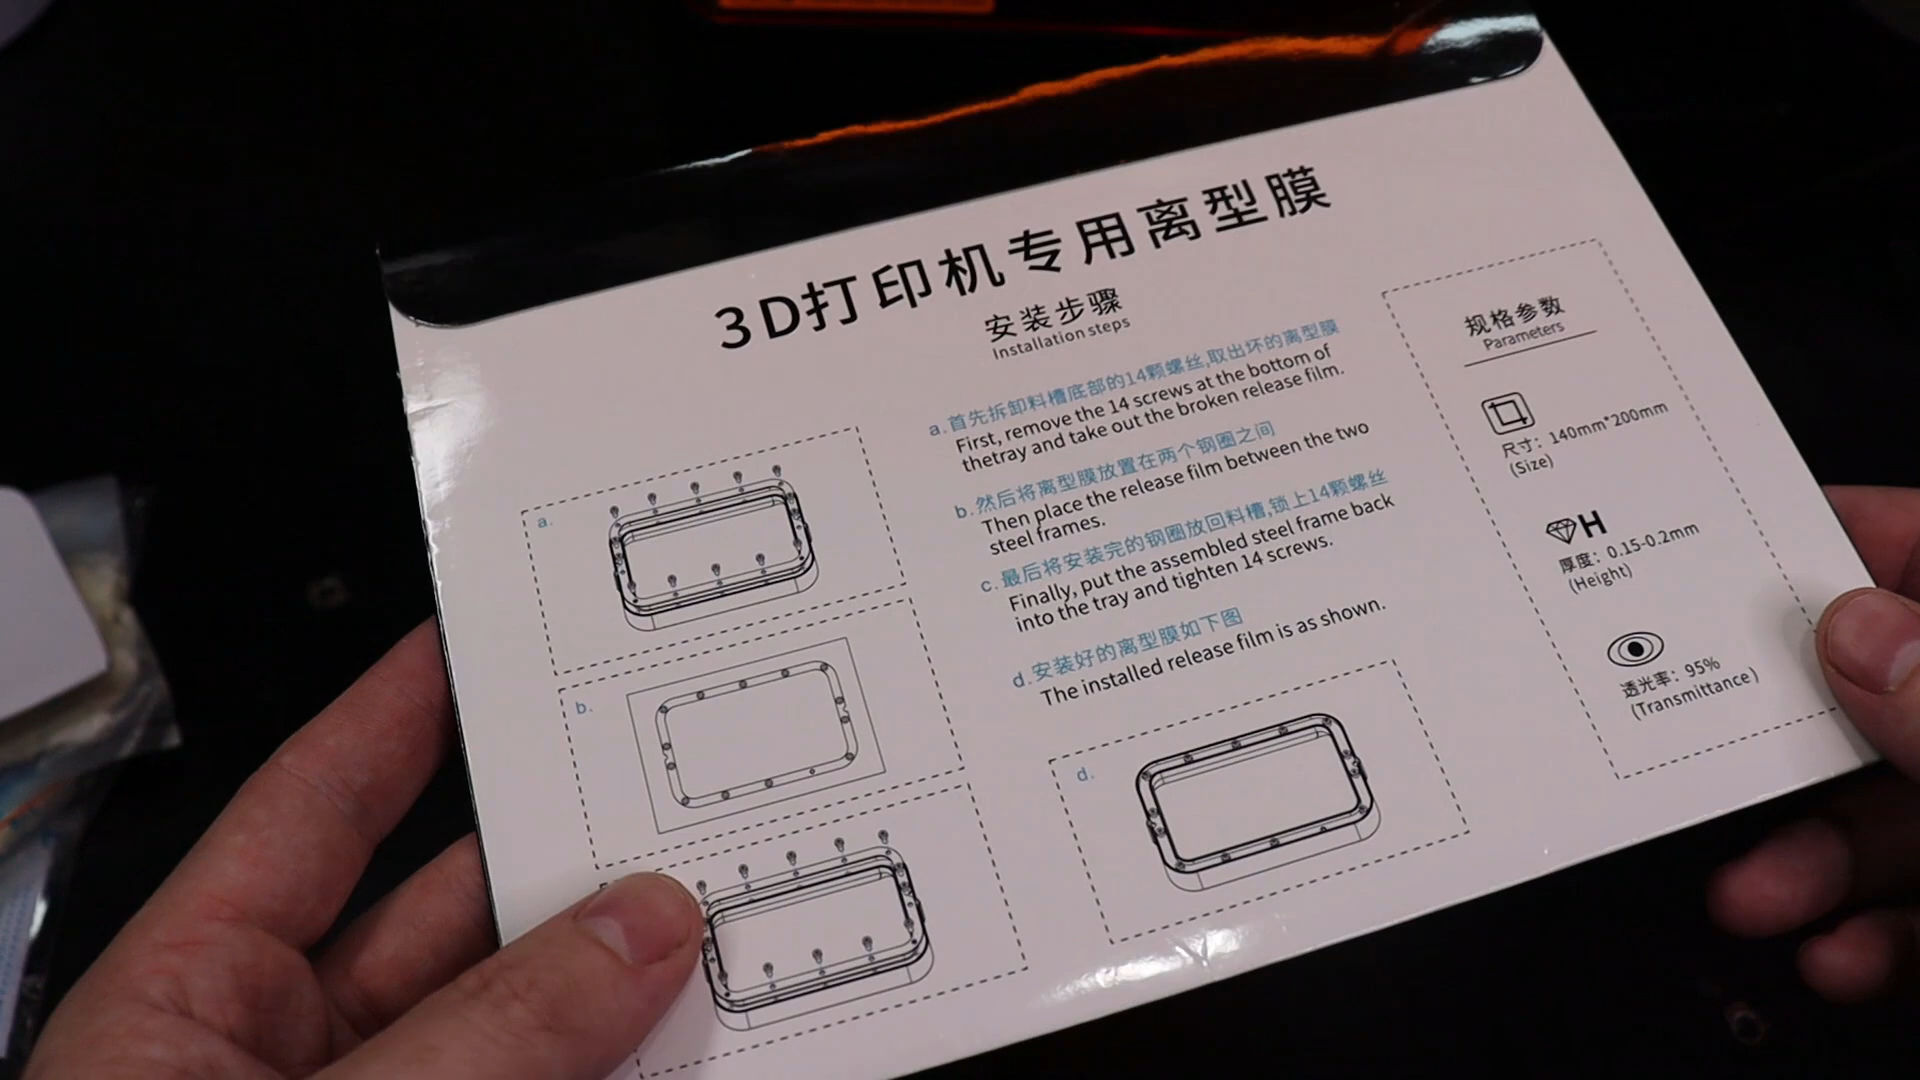 3D打印机专用离型膜
安装步骤
Installation steps
a.首先拆卸料槽底部的14颗螺丝,取出坏的离型膜
First, remove the 14 screws at the bottom of
thetray and take out the broken release film.
b.然后将离型膜放置在两个钢圈之间
Then place the release film between the two
steel frames.
c.最后将安装完的钢圈放回料槽,锁上14颗螺丝
Finally, put the assembled steel frame back
into the tray and tighten 14 screws.
d.安装好的离型膜如下图
The installed release film is as shown.
a.
b.
d.
规格参数
Parameters
尺寸：140mm*200mm
(Size)
H
厚度：0.15-0.2mm
(Height)
透光率：95%
(Transmittance)